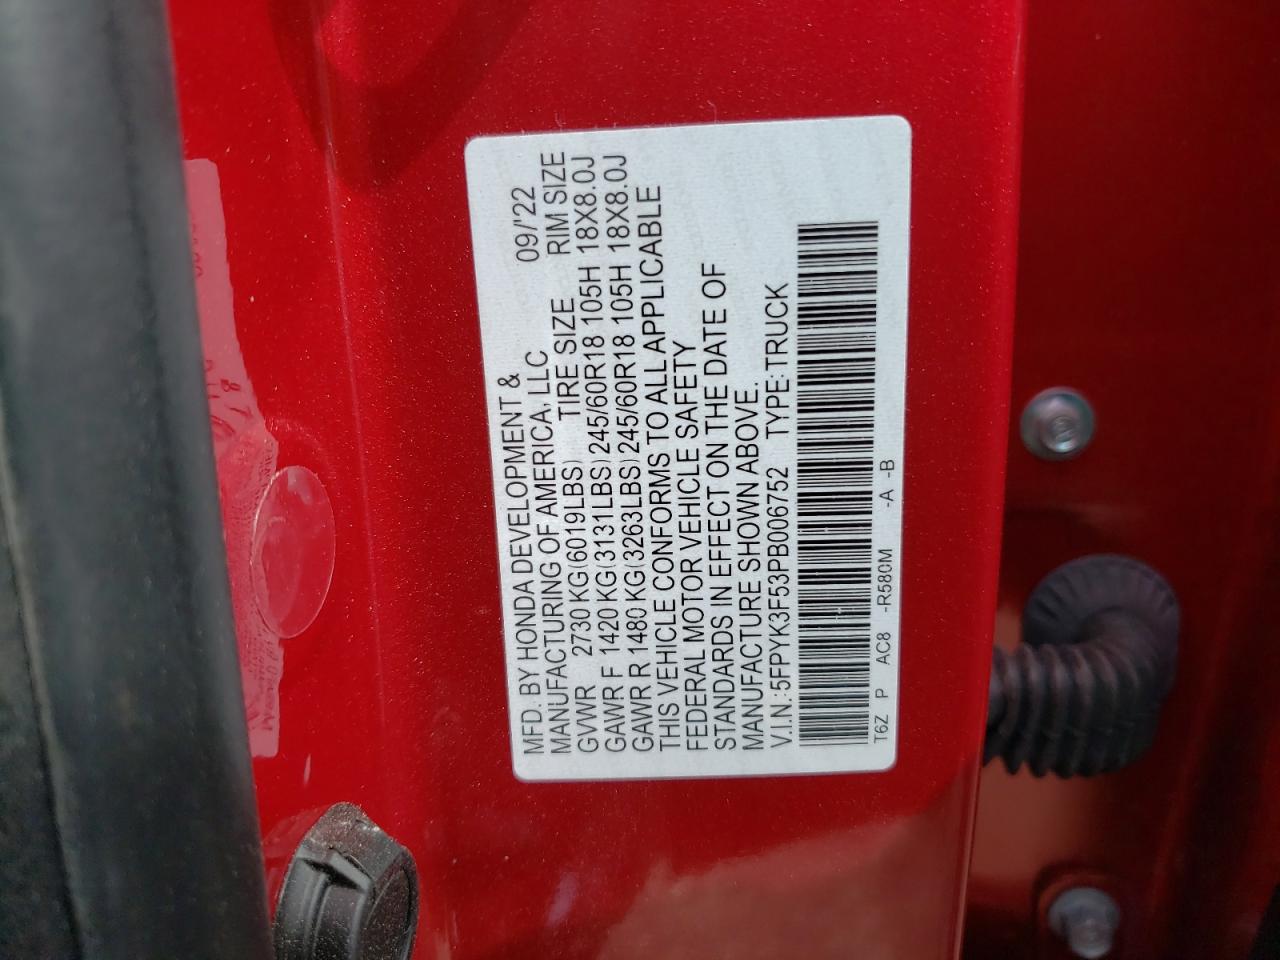 MFD. BY HONDA DEVELOPMENT &
MANUFACTURING OF AMERICA, LLC 09/'22
GVWR 2730 KG(6019LBS) TIRE SIZE RIM SIZE
GAWR F 1420 KG(3131LBS) 245/60R18 105H 18X8.0J
GAWR R 1480 KG(3263LBS) 245/60R18 105H 18X8.0J
THIS VEHICLE CONFORMS TO ALL APPLICABLE
FEDERAL MOTOR VEHICLE SAFETY
STANDARDS IN EFFECT ON THE DATE OF
MANUFACTURE SHOWN ABOVE.
V.I.N.:5FPYK3F53PB006752 TYPE:TRUCK
T6Z P AC8 -R580M -A -B